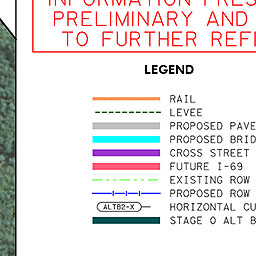 INFORMATION PRES
PRELIMINARY AND
TO FURTHER REFI
LEGEND
RAIL
LEVEE
PROPOSED PAVE
PROPOSED BRID
CROSS STREET
FUTURE I-69
EXISTING ROW
PROPOSED ROW
ALTB2-X HORIZONTAL CU
STAGE 0 ALT B